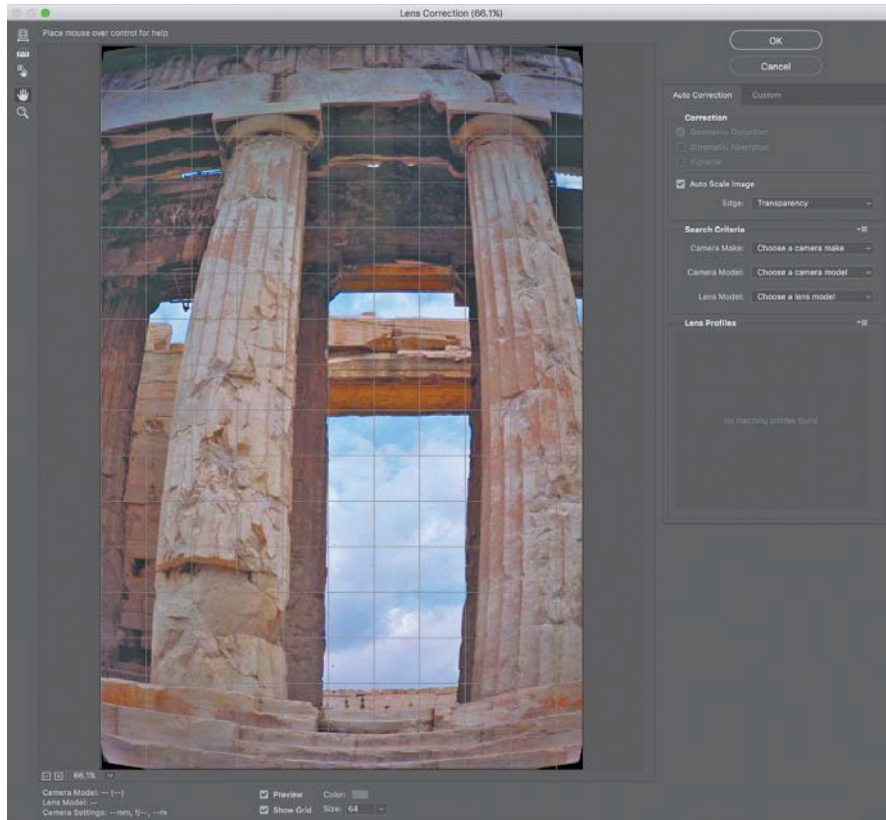 Lens Correction (66.1%)
Place mouse over control for help
OK
Cancel
Auto Correction Custom
Correction
Geometric Distortion
Chromatic Aberration
Vignette
Auto Scale Image
Edge: Transparency
Search Criteria
Camera Make: Choose a camera make
Camera Model: Choose a camera model
Lens Model: Choose a lens model
Lens Profiles
No matching profiles found
66.1%
Camera Model: -- (--)
Lens Model: --
Camera Settings: --mm, f/--, --m
Preview Color:
Show Grid Size: 64